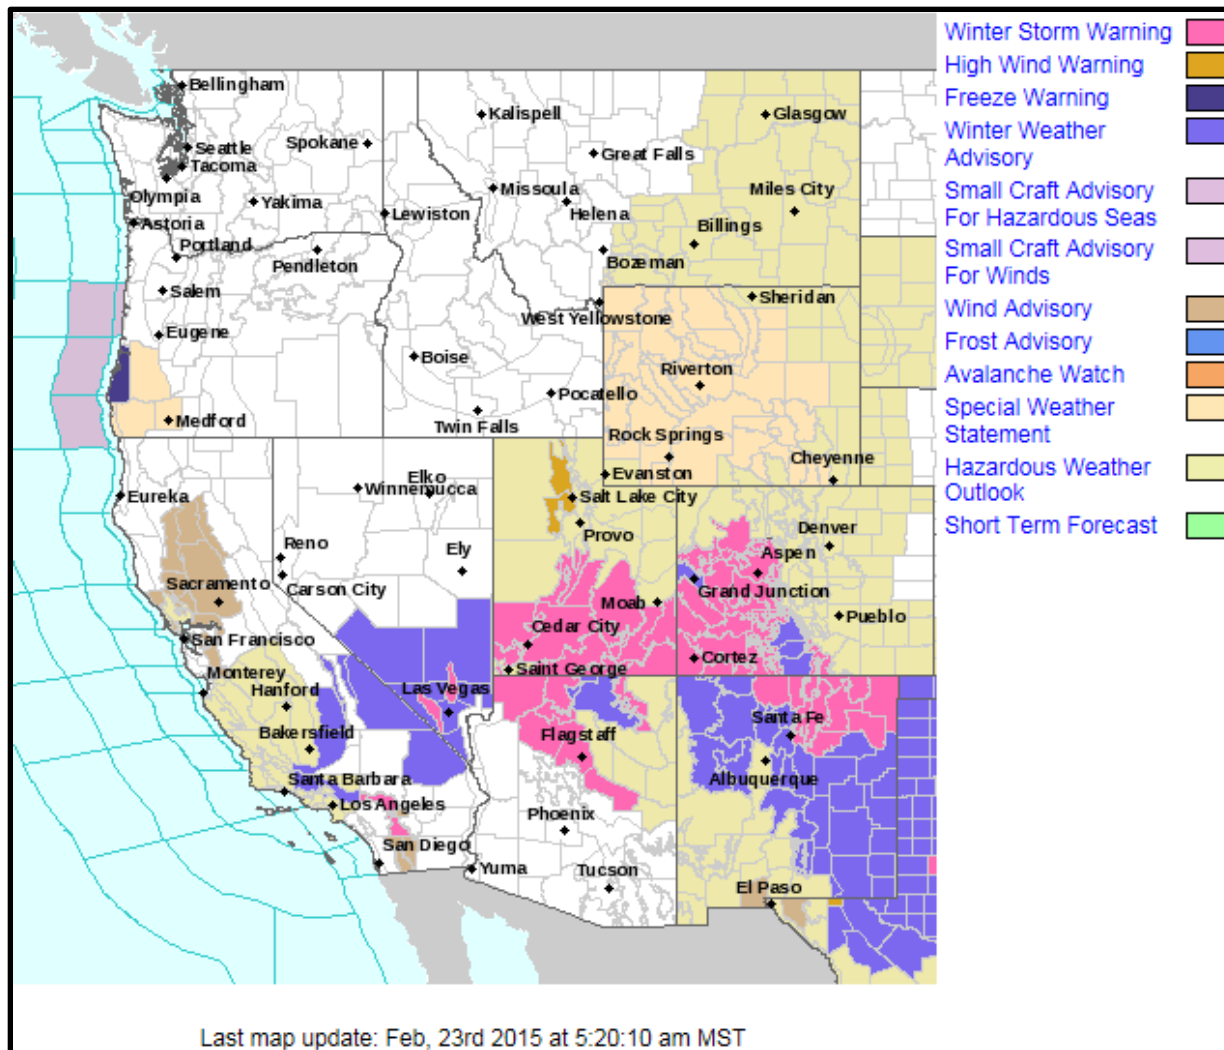 Winter Storm Warning
High Wind Warning
Freeze Warning
Winter Weather
Advisory
Small Craft Advisory
For Hazardous Seas
Small Craft Advisory
For Winds
Wind Advisory
Frost Advisory
Avalanche Watch
Special Weather
Statement
Hazardous Weather
Outlook
Short Term Forecast
Bellingham
Kalispell
Glasgow
Seattle
Spokane
Great Falls
Tacoma
Olympia
Yakima
Missoula
Miles City
Lewiston
Helena
Astoria
Billings
Portland
Pendleton
Bozeman
Salem
Sheridan
West Yellowstone
Eugene
Boise
Riverton
Pocatello
Medford
Twin Falls
Rock Springs
Cheyenne
Evanston
Elko
Winnemucca
Eureka
Salt Lake City
Provo
Denver
Reno
Ely
Aspen
Sacramento
Carson City
Grand Junction
Moab
Pueblo
San Francisco
Cedar City
Cortez
Saint George
Monterey
Hanford
Las Vegas
Santa Fe
Bakersfield
Flagstaff
Santa Barbara
Albuquerque
Los Angeles
Phoenix
San Diego
Yuma
Tucson
El Paso
Last map update: Feb, 23rd 2015 at 5:20:10 am MST